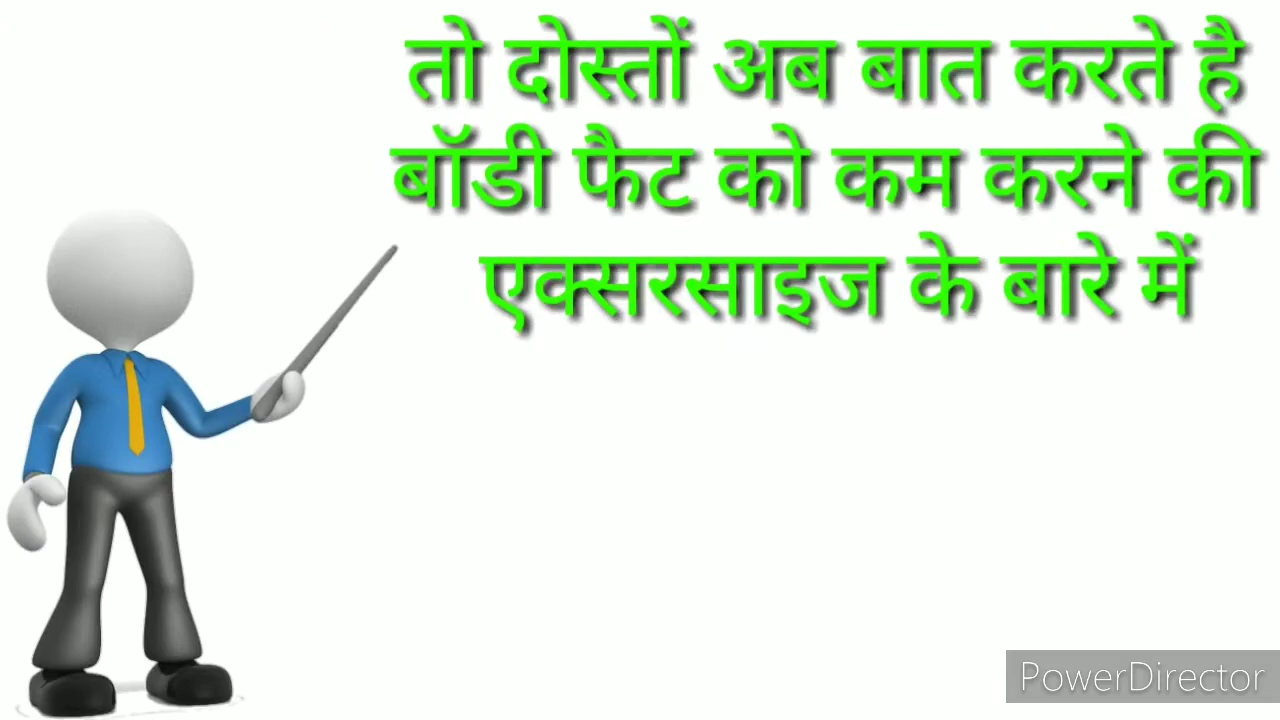 तो दोस्तों अब बात करते है
बॉडी फैट को कम करने की
एक्सरसाइज के बारे में
PowerDirector